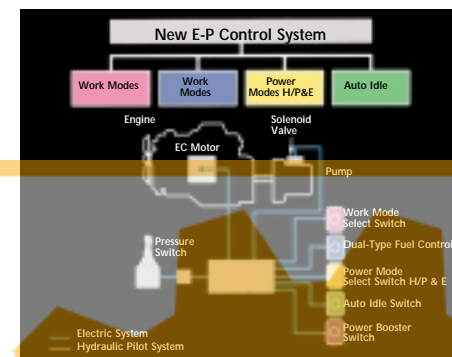 New E-P Control System
Work Modes
Work
Modes
Power
Modes H/P&E
Auto Idle
Engine
EC Motor
Solenoid
Valve
Pump
Pressure
Switch
Work Mode
Select Switch
Dual-Type Fuel Control
Power Mode
Select Switch H/P & E
Auto Idle Switch
Power Booster
Switch
Electric System
Hydraulic Pilot System